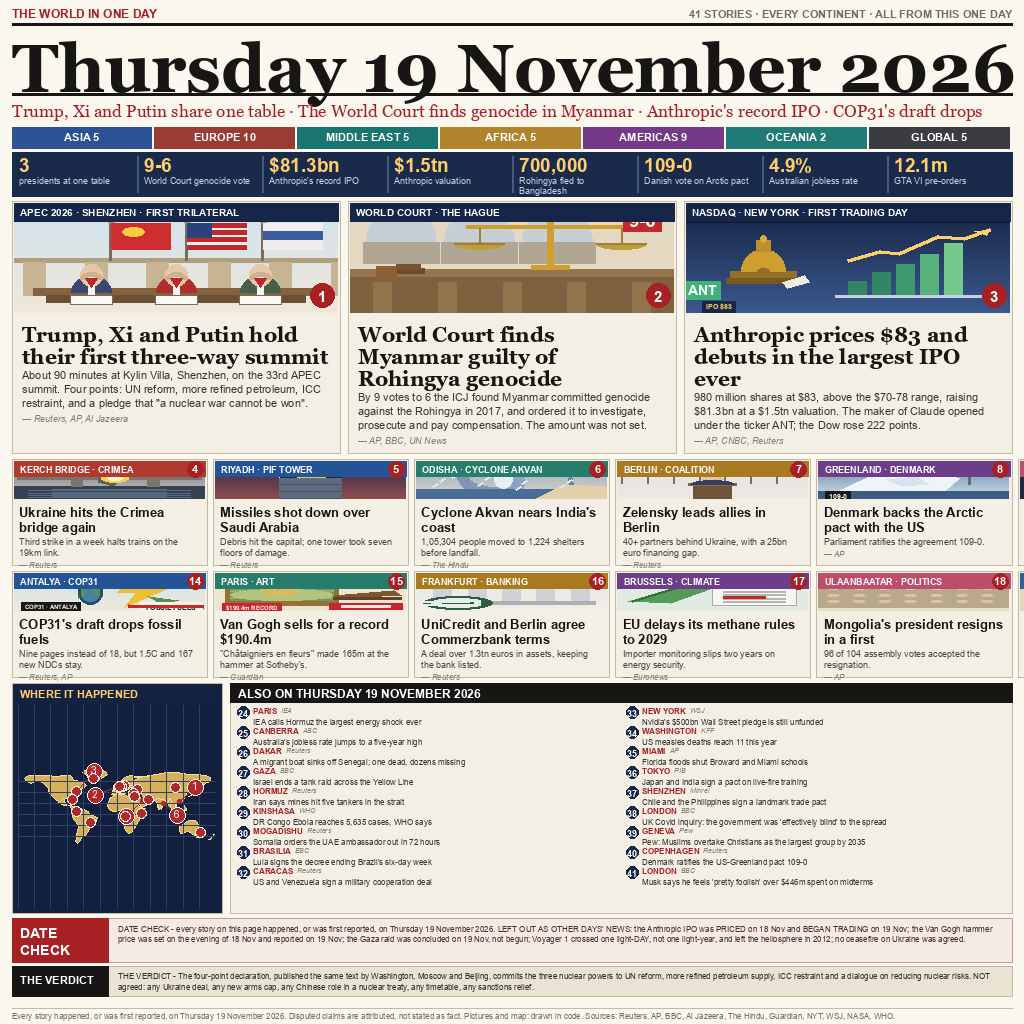 THE WORLD IN ONE DAY
41 STORIES · EVERY CONTINENT · ALL FROM THIS ONE DAY
Thursday 19 November 2026
Trump, Xi and Putin share one table · The World Court finds genocide in Myanmar · Anthropic's record IPO · COP31's draft drops
ASIA 5
EUROPE 10
MIDDLE EAST 5
AFRICA 5
AMERICAS 9
OCEANIA 2
GLOBAL 5
3
presidents at one table
9-6
World Court genocide vote
$81.3bn
Anthropic's record IPO
$1.5tn
Anthropic valuation
700,000
Rohingya fled to
Bangladesh
109-0
Danish vote on Arctic pact
4.9%
Australian jobless rate
12.1m
GTA VI pre-orders
APEC 2026 · SHENZHEN · FIRST TRILATERAL
1
Trump, Xi and Putin hold
their first three-way summit
About 90 minutes at Kylin Villa, Shenzhen, on the 33rd APEC
summit. Four points: UN reform, more refined petroleum, ICC
restraint, and a pledge that "a nuclear war cannot be won".
— Reuters, AP, Al Jazeera
WORLD COURT · THE HAGUE
9-6
2
World Court finds
Myanmar guilty of
Rohingya genocide
By 9 votes to 6 the ICJ found Myanmar committed genocide
against the Rohingya in 2017, and ordered it to investigate,
prosecute and pay compensation. The amount was not set.
— AP, BBC, UN News
NASDAQ · NEW YORK · FIRST TRADING DAY
ANT
IPO $83
3
Anthropic prices $83 and
debuts in the largest IPO
ever
980 million shares at $83, above the $70-78 range, raising
$81.3bn at a $1.5tn valuation. The maker of Claude opened
under the ticker ANT; the Dow rose 222 points.
— AP, CNBC, Reuters
KERCH BRIDGE · CRIMEA
4
Ukraine hits the Crimea
bridge again
Third strike in a week halts trains on the
19km link.
— Reuters
RIYADH · PIF TOWER
5
Missiles shot down over
Saudi Arabia
Debris hit the capital; one tower took seven
floors of damage.
— Reuters
ODISHA · CYCLONE AKVAN
6
Cyclone Akvan nears India's
coast
1,05,304 people moved to 1,224 shelters
before landfall.
— The Hindu
BERLIN · COALITION
7
Zelensky leads allies in
Berlin
40+ partners behind Ukraine, with a 25bn
euro financing gap.
— Reuters
GREENLAND · DENMARK
8
109-0
Denmark backs the Arctic
pact with the US
Parliament ratifies the agreement 109-0.
— AP
ANTALYA · COP31
14
COP31 · ANTALYA
FOSSIL FUELS
COP31's draft drops fossil
fuels
Nine pages instead of 18, but 1.5C and 167
new NDCs stay.
— Reuters, AP
PARIS · ART
15
$190.4m RECORD
Van Gogh sells for a record
$190.4m
"Châtaigniers en fleurs" made 165m at the
hammer at Sotheby's.
— Guardian
FRANKFURT · BANKING
16
UniCredit and Berlin agree
Commerzbank terms
A deal over 1.3tn euros in assets, keeping
the bank listed.
— Reuters
BRUSSELS · CLIMATE
17
EU delays its methane rules
to 2029
Importer monitoring slips two years on
energy security.
— Euronews
ULAANBAATAR · POLITICS
18
Mongolia's president resigns
in a first
96 of 104 assembly votes accepted the
resignation.
— AP
WHERE IT HAPPENED
3
2
1
6
ALSO ON THURSDAY 19 NOVEMBER 2026
24 PARIS IEA
IEA calls Hormuz the largest energy shock ever
25 CANBERRA ABC
Australia's jobless rate jumps to a five-year high
26 DAKAR Reuters
A migrant boat sinks off Senegal; one dead, dozens missing
27 GAZA BBC
Israel ends a tank raid across the Yellow Line
28 HORMUZ Reuters
Iran says mines hit five tankers in the strait
29 KINSHASA WHO
DR Congo Ebola reaches 5,635 cases, WHO says
30 MOGADISHU Reuters
Somalia orders the UAE ambassador out in 72 hours
31 BRASILIA EBC
Lula signs the decree ending Brazil's six-day week
32 CARACAS Reuters
US and Venezuela sign a military cooperation deal
33 NEW YORK WSJ
Nvidia's $500bn Wall Street pledge is still unfunded
34 WASHINGTON KFF
US measles deaths reach 11 this year
35 MIAMI AP
Florida floods shut Broward and Miami schools
36 TOKYO PIB
Japan and India sign a pact on live-fire training
37 SHENZHEN Minrel
Chile and the Philippines sign a landmark trade pact
38 LONDON BBC
UK Covid Inquiry: the government was 'effectively blind' to the spread
39 GENEVA Pew
Pew: Muslims overtake Christians as the largest group by 2035
40 COPENHAGEN Reuters
Denmark ratifies the US-Greenland pact 109-0
41 LONDON BBC
Musk says he feels 'pretty foolish' over $446m spent on midterms
DATE
CHECK
DATE CHECK - every story on this page happened, or was first reported, on Thursday 19 November 2026. LEFT OUT AS OTHER DAYS' NEWS: the Anthropic IPO was PRICED on 18 Nov and BEGAN TRADING on 19 Nov; the Van Gogh hammer
price was set on the evening of 18 Nov and reported on 19 Nov; the Gaza raid was concluded on 19 Nov, not begun; Voyager 1 crossed one light-DAY, not one light-year, and left the heliosphere in 2012; no ceasefire on Ukraine was agreed.
THE VERDICT
THE VERDICT - The four-point declaration, published the same text by Washington, Moscow and Beijing, commits the three nuclear powers to UN reform, more refined petroleum supply, ICC restraint and a dialogue on reducing nuclear risks. NOT
agreed: any Ukraine deal, any new arms cap, any Chinese role in a nuclear treaty, any timetable, any sanctions relief.
Every story happened, or was first reported, on Thursday 19 November 2026. Disputed claims are attributed, not stated as fact. Pictures and map: drawn in code. Sources: Reuters, AP, BBC, Al Jazeera, The Hindu, Guardian, NYT, WSJ, NASA, WHO.